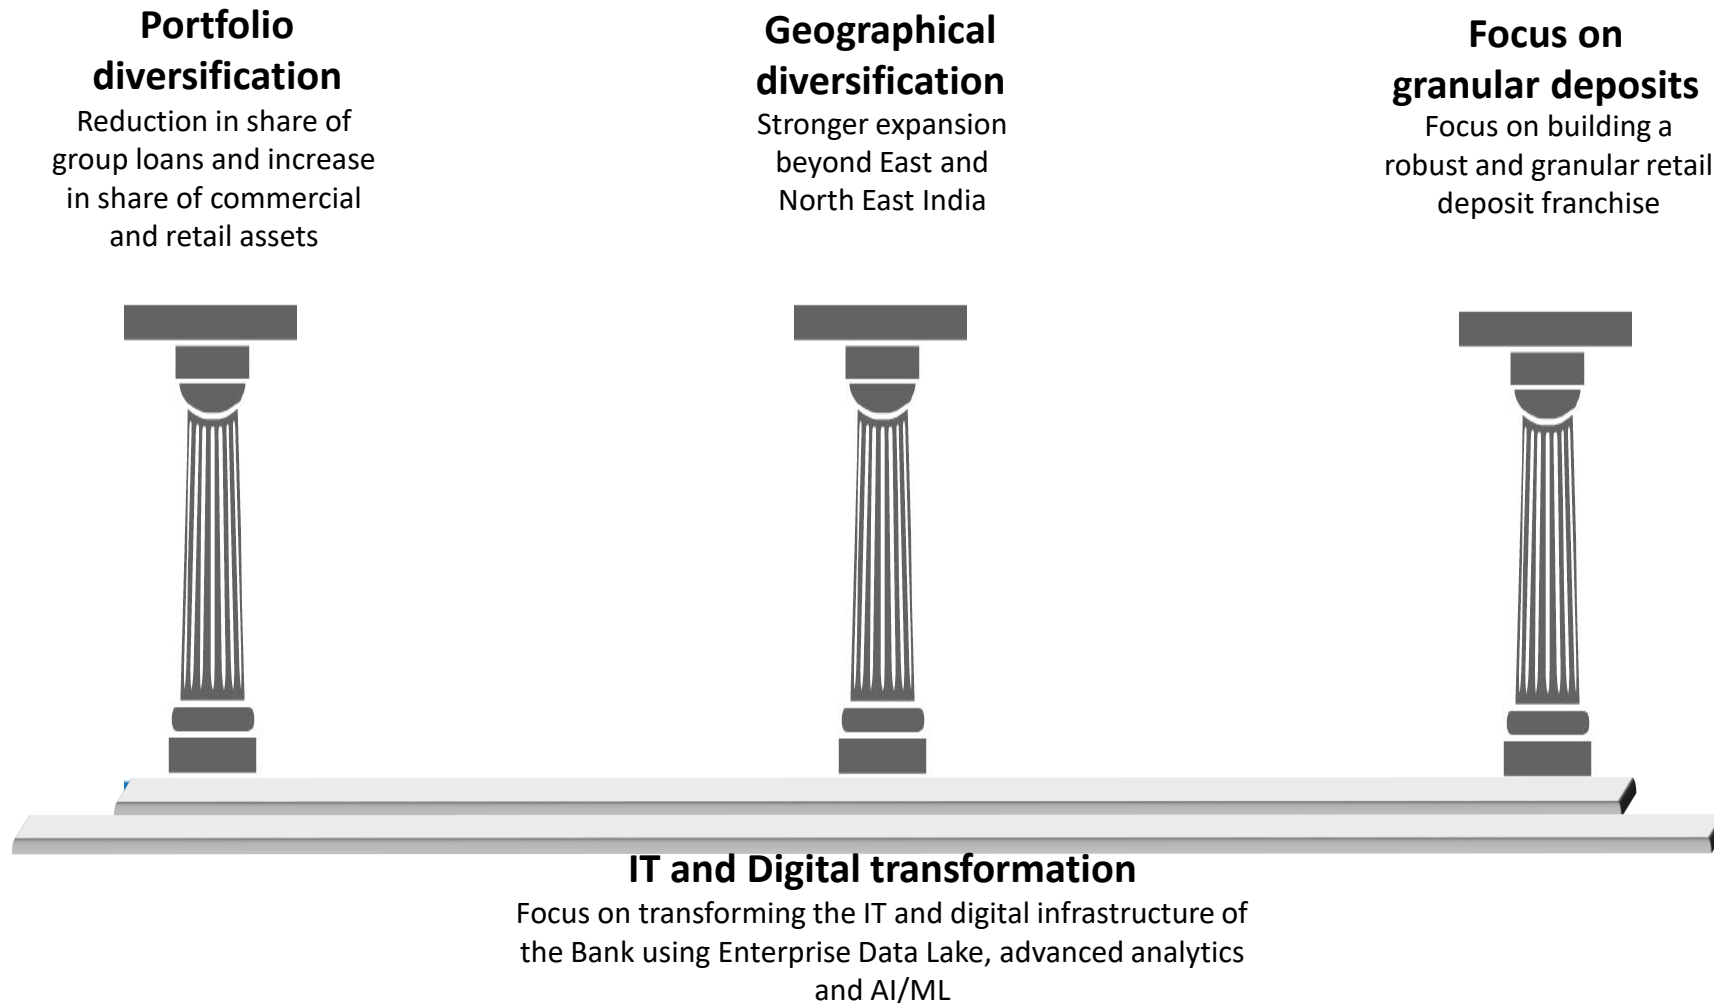 Portfolio
diversification
Reduction in share of
group loans and increase
in share of commercial
and retail assets
Geographical
diversification
Stronger expansion
beyond East and
North East India
Focus on
granular deposits
Focus on building a
robust and granular retail
deposit franchise
IT and Digital transformation
Focus on transforming the IT and digital infrastructure of
the Bank using Enterprise Data Lake, advanced analytics
and AI/ML